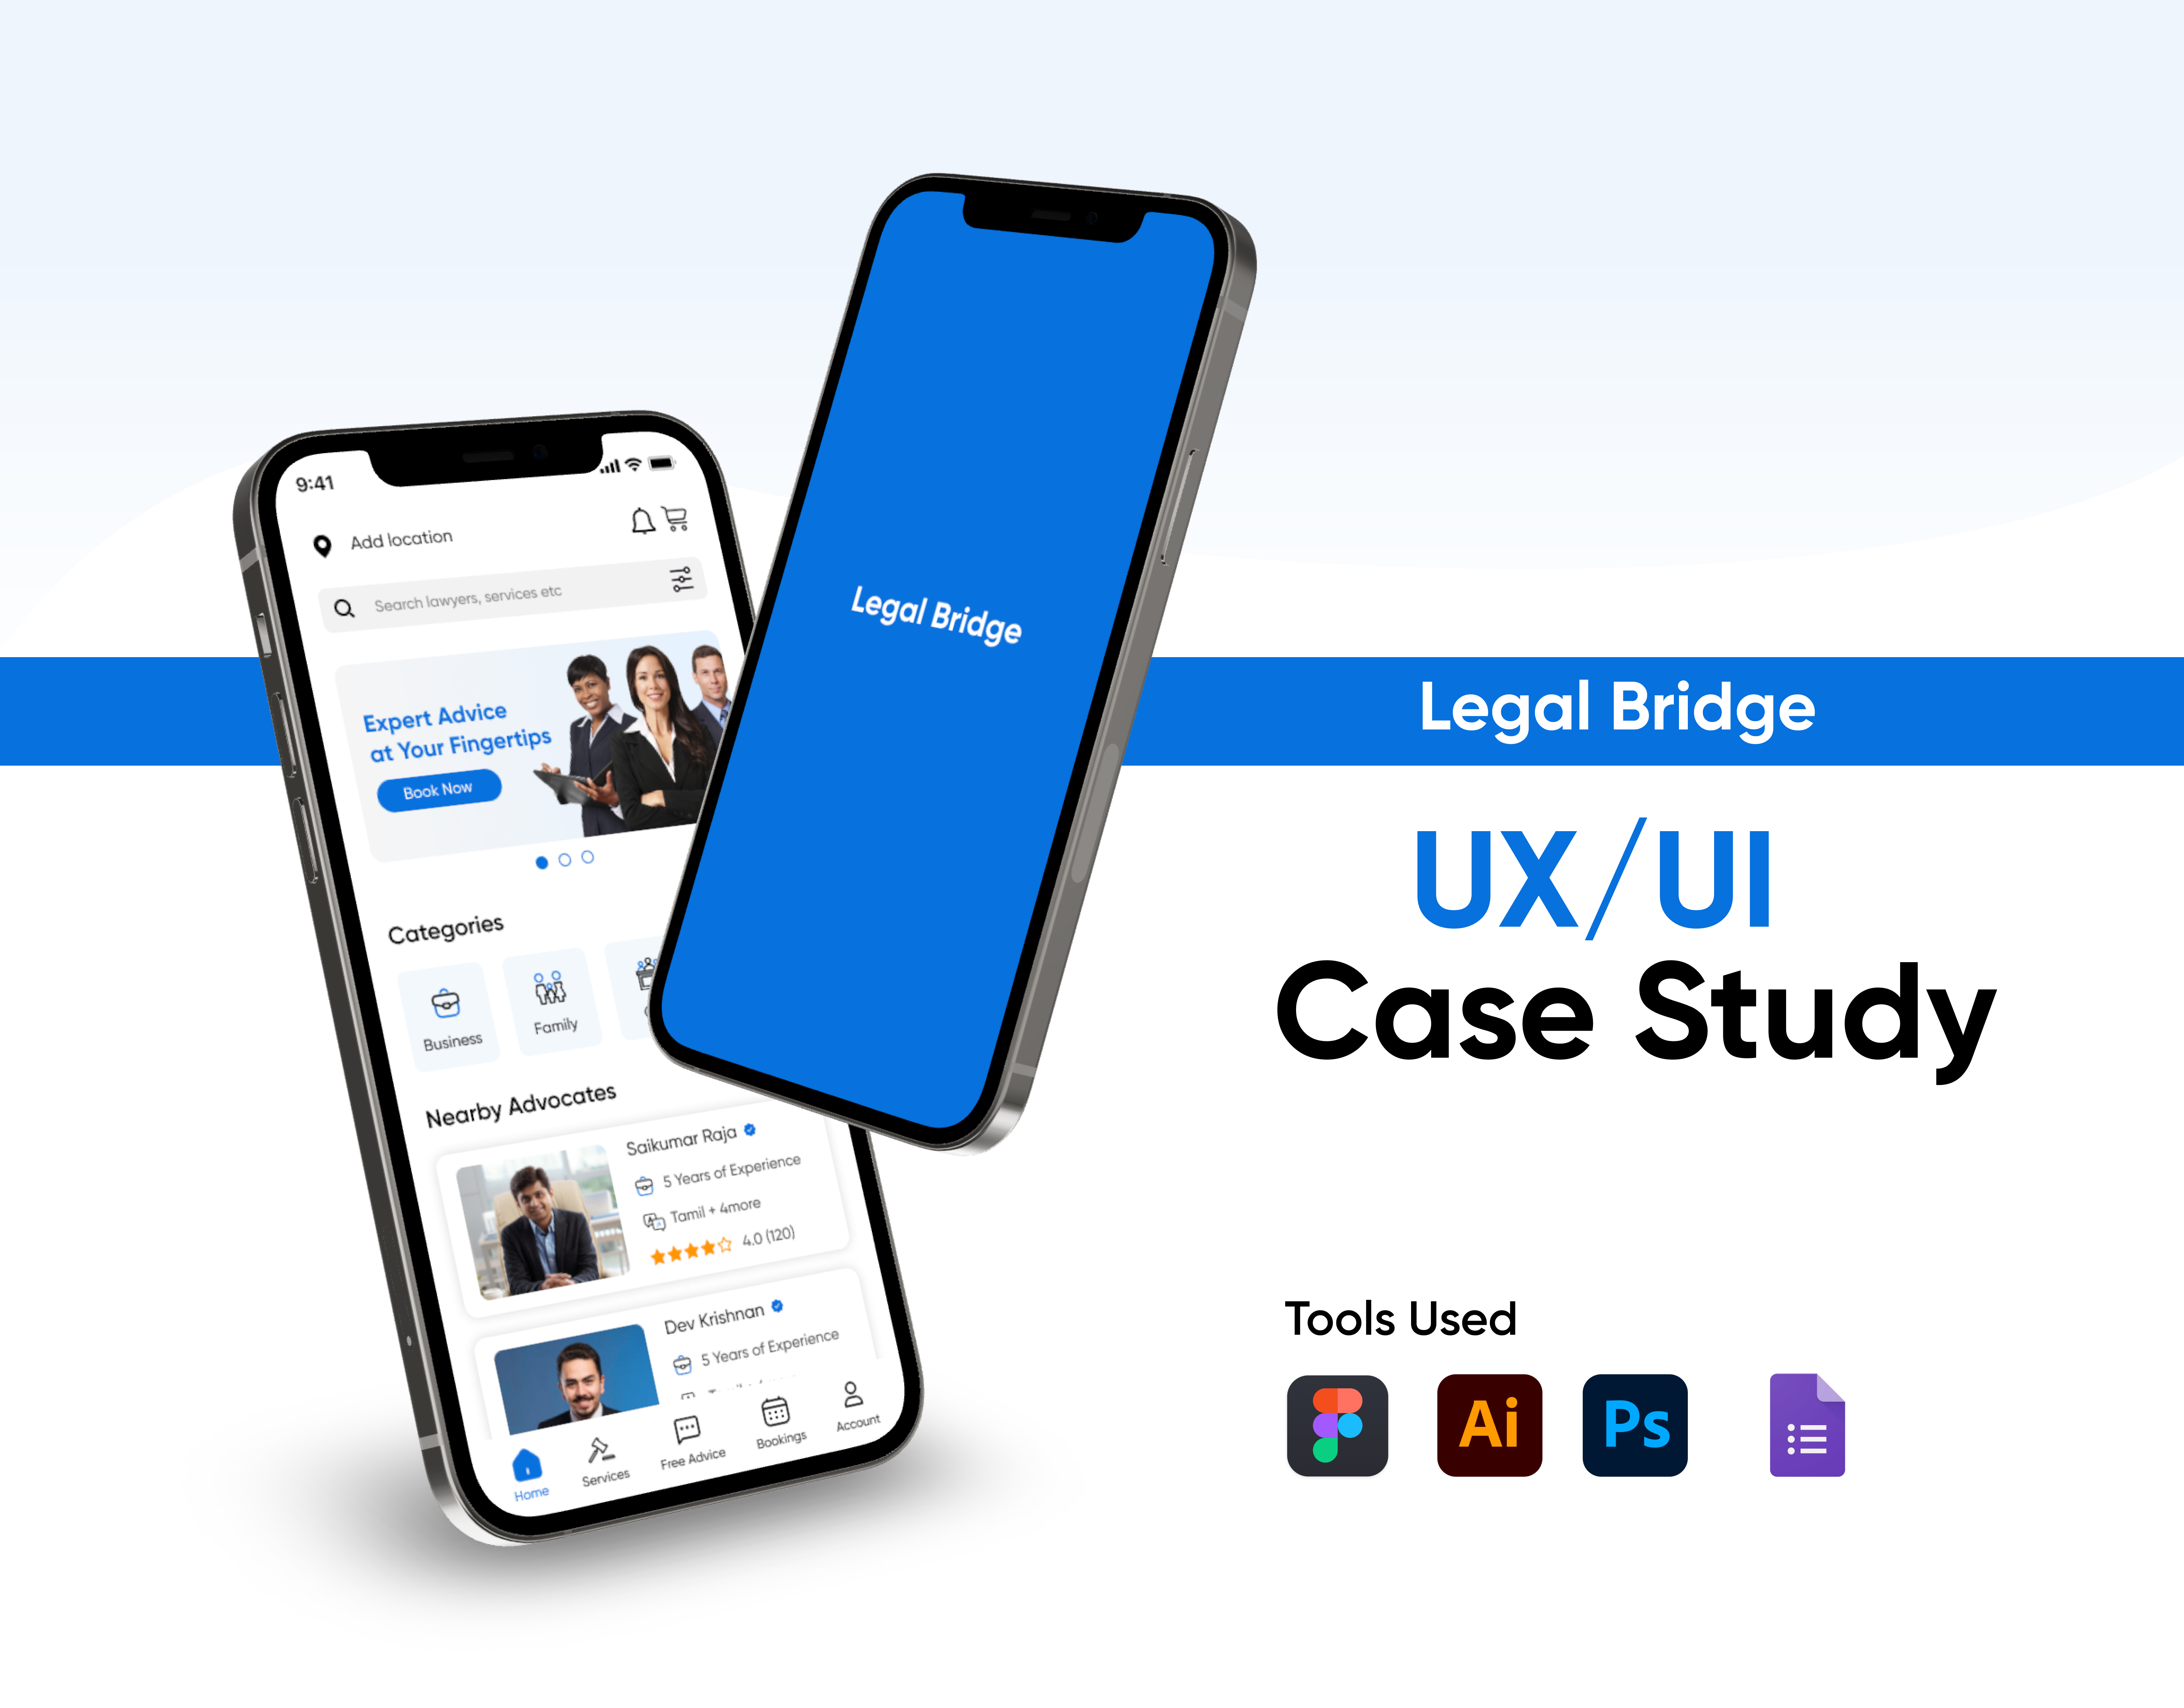 9:41
Add location
Search lawyers, services etc
Expert Advice
at Your Fingertips
Book Now
Categories
Business
Family
Nearby Advocates
Saikumar Raja
5 Years of Experience
Tamil + 4more
4.0 (120)
Dev Krishnan
5 Years of Experience
Home
Services
Free Advice
Bookings
Account
Legal Bridge
Legal Bridge
UX/UI
Case Study
Tools Used
Ai
Ps